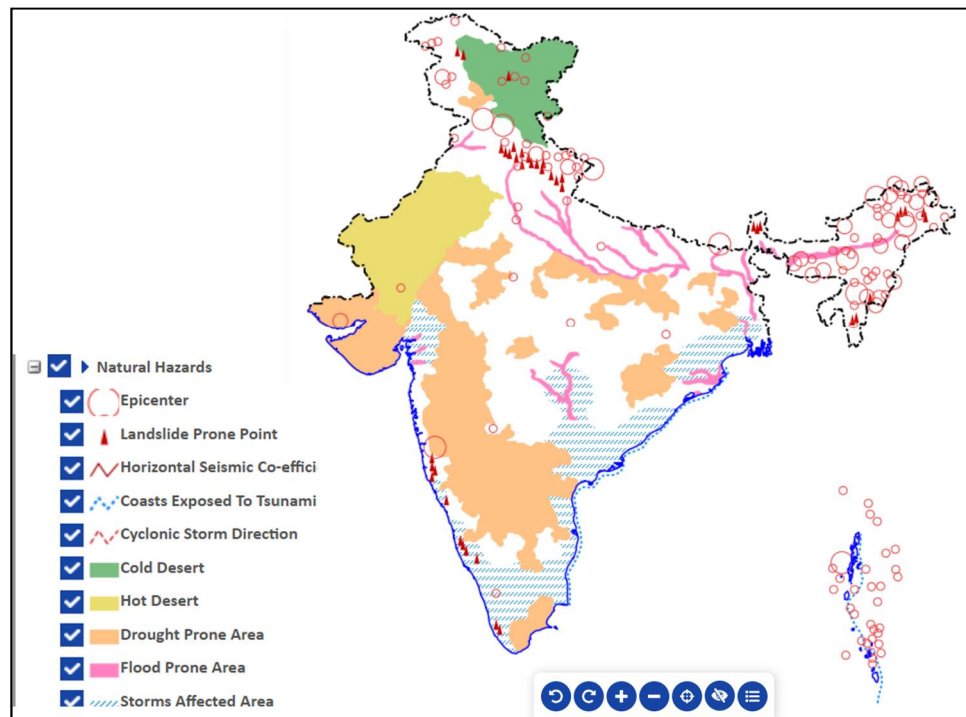 Natural Hazards
Epicenter
Landslide Prone Point
Horizontal Seismic Co-effici
Coasts Exposed To Tsunami
Cyclonic Storm Direction
Cold Desert
Hot Desert
Drought Prone Area
Flood Prone Area
Storms Affected Area